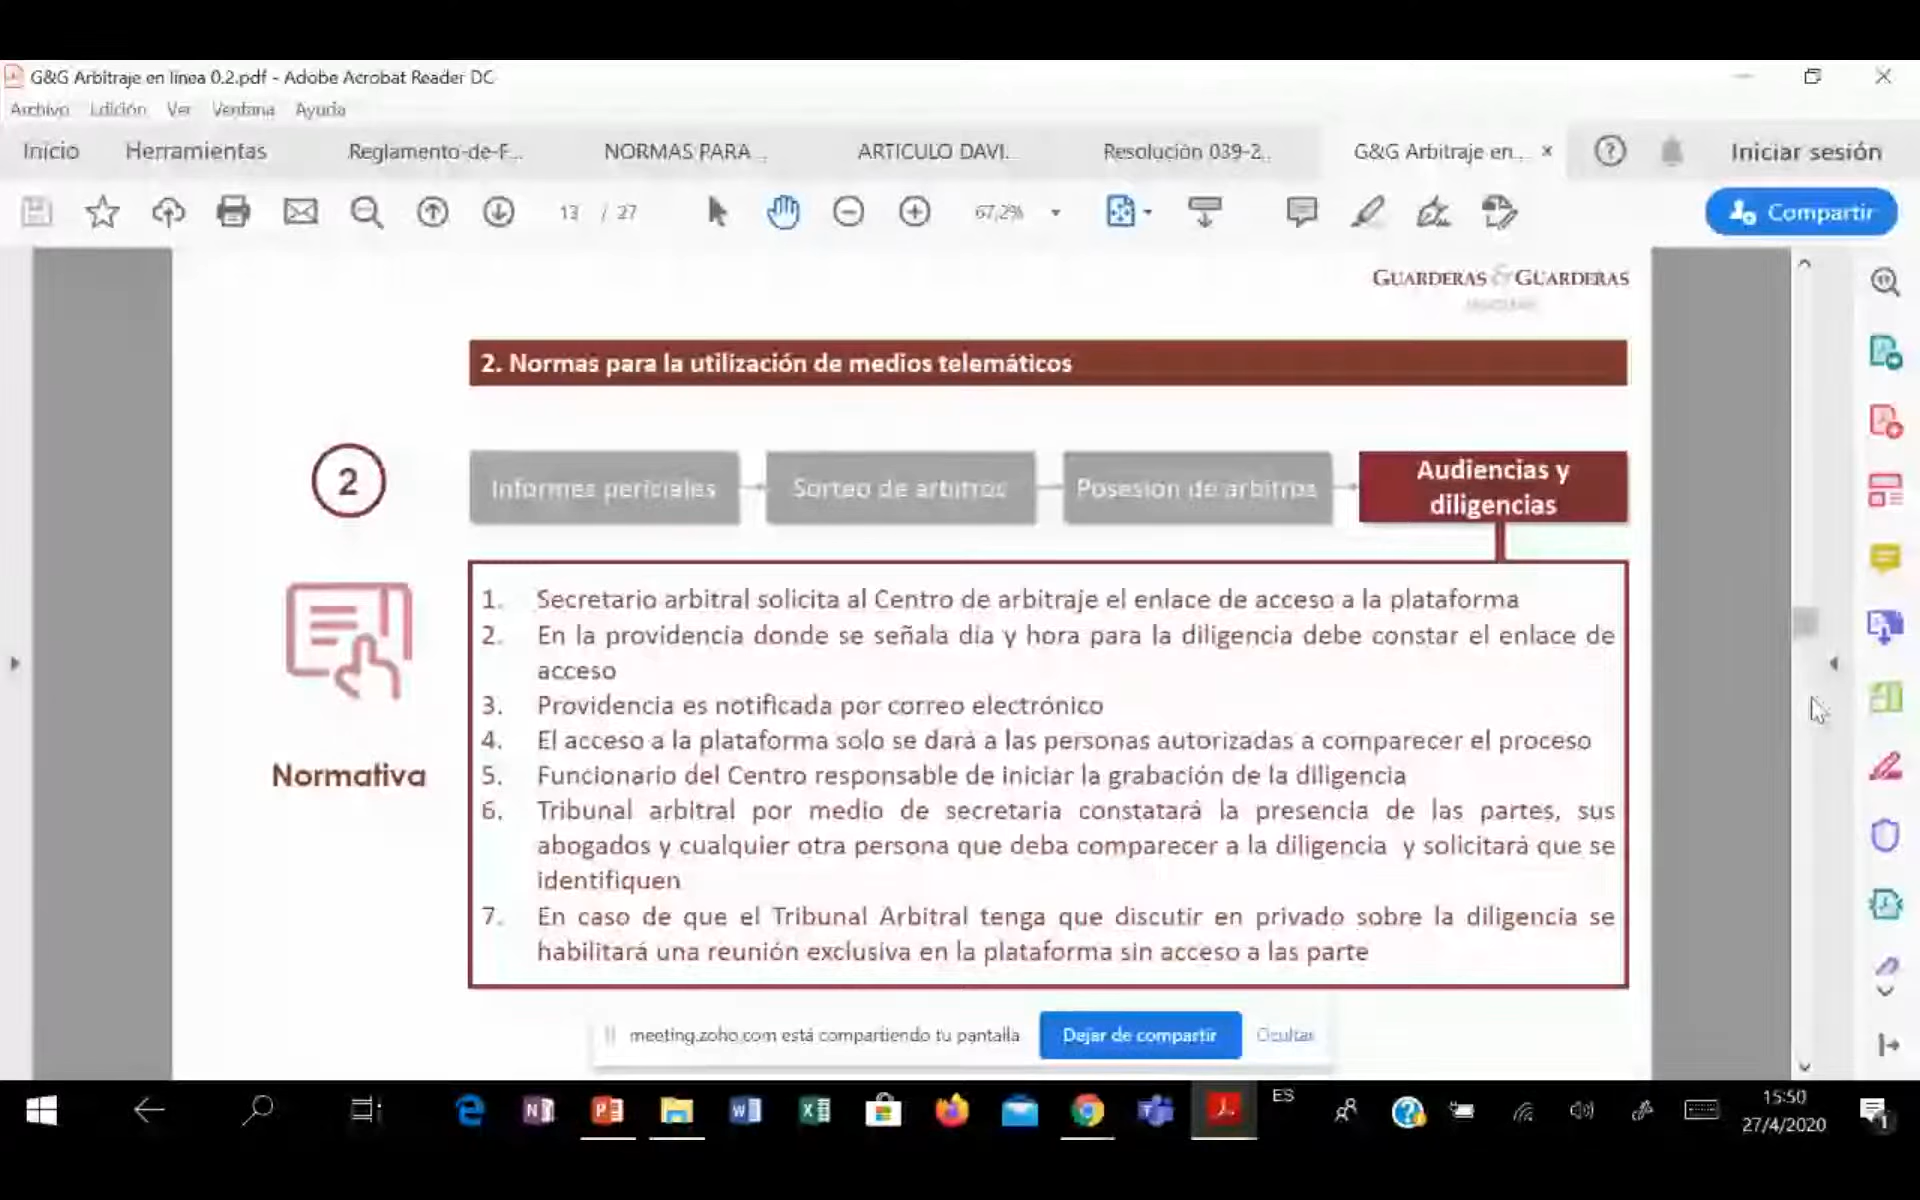 G&G Arbitraje en línea 0.2.pdf - Adobe Acrobat Reader DC
Archivo Edición Ver Ventana Ayuda
Inicio Herramientas Reglamento-de-F... NORMAS PARA ... ARTICULO DAVI... Resolución 039-2... G&G Arbitraje en... × Iniciar sesión
13 / 27 67,2% Compartir
GUARDERAS & GUARDERAS
2. Normas para la utilización de medios telemáticos
2 Informes periciales Sorteo de arbitros Posesion de arbitros Audiencias y
diligencias
1. Secretario arbitral solicita al Centro de arbitraje el enlace de acceso a la plataforma
2. En la providencia donde se señala día y hora para la diligencia debe constar el enlace de
acceso
3. Providencia es notificada por correo electrónico
4. El acceso a la plataforma solo se dará a las personas autorizadas a comparecer el proceso
Normativa
5. Funcionario del Centro responsable de iniciar la grabación de la diligencia
6. Tribunal arbitral por medio de secretaria constatará la presencia de las partes, sus
abogados y cualquier otra persona que deba comparecer a la diligencia y solicitará que se
identifiquen
7. En caso de que el Tribunal Arbitral tenga que discutir en privado sobre la diligencia se
habilitará una reunión exclusiva en la plataforma sin acceso a las parte
meeting.zoho.com está compartiendo tu pantalla Dejar de compartir Ocultar
ES
15:50
27/4/2020
1